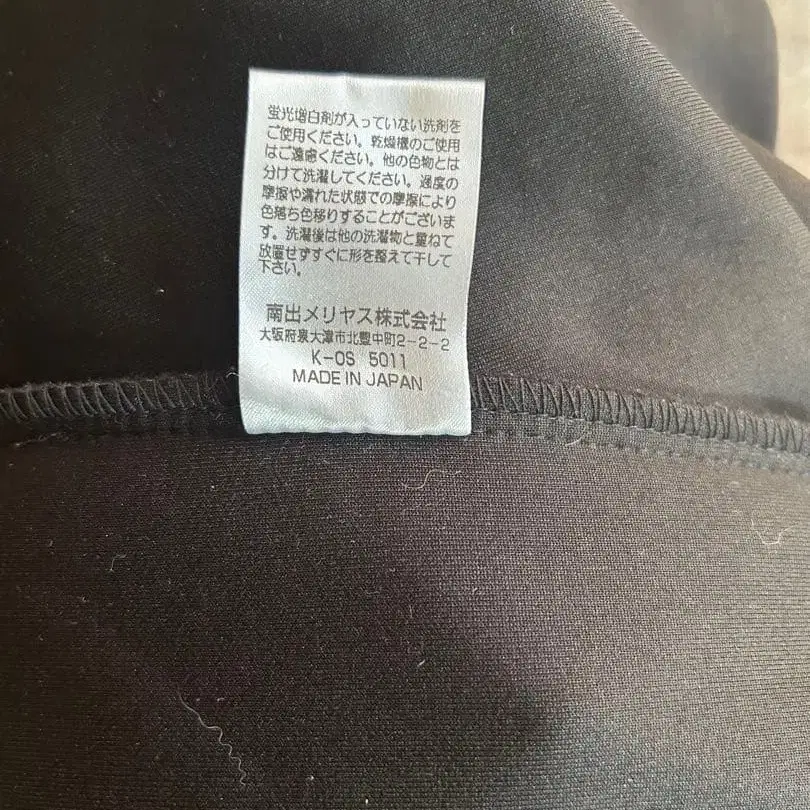 蛍光増白剤が入っていない洗剤を
ご使用ください。乾燥機のご使用
はご遠慮ください。他の色物とは
分けて洗濯してください。過度の
摩擦や濡れた状態での摩擦により
色落ち色移りすることがございま
す。洗濯後は他の洗濯物と重ねて
放置せずすぐに形を整えて干して
下さい。
南出メリヤス株式会社
大阪府泉大津市北豊中町2-2-2
K-OS 5011
MADE IN JAPAN